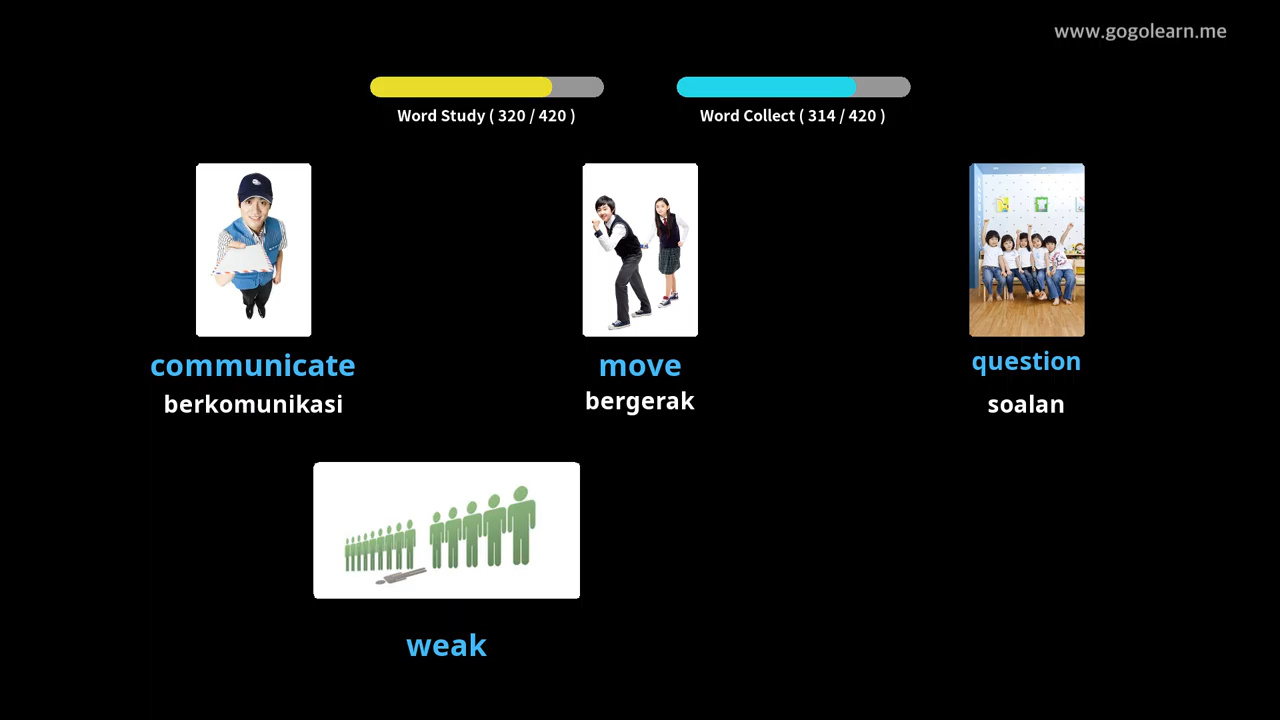 www.gogolearn.me
Word Study ( 320 / 420 )
Word Collect ( 314 / 420 )
communicate
berkomunikasi
move
bergerak
question
soalan
weak